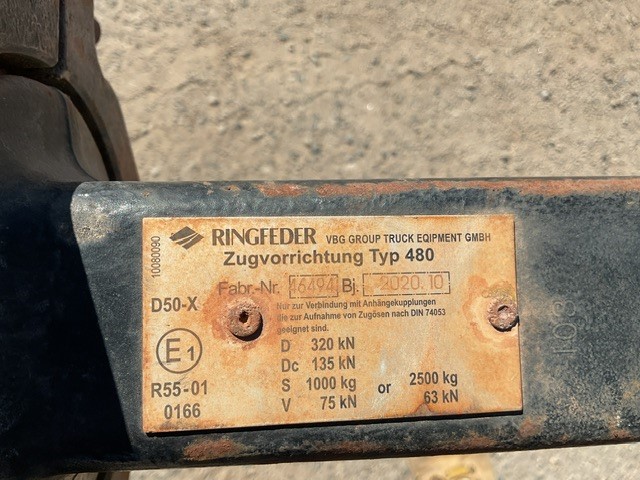 10080090
RINGFEDER VBG GROUP TRUCK EQIPMENT GMBH
Zugvorrichtung Typ 480
Fabr-Nr. 16494 Bj. 2020.10
D50-X
Nur zur Verbindung mit Anhängekupplungen
die zur Aufnahme von Zugösen nach DIN 74053
geeignet sind.
E1
D 320 kN
Dc 135 kN
R55-01
S 1000 kg or 2500 kg
0166
V 75 kN 63 kN